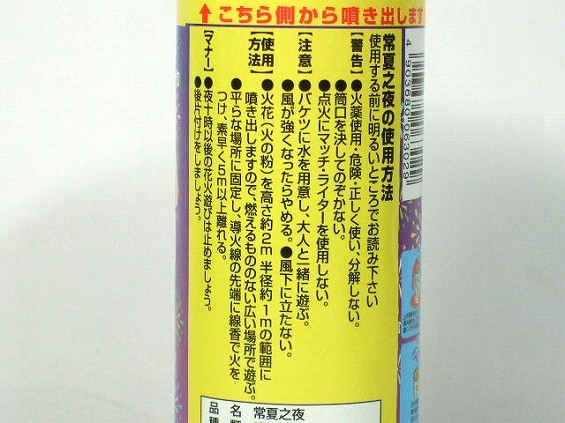 ↑こちら側から噴き出します
常夏之夜の使用方法
使用する前に明るいところでお読み下さい
【警告】●火薬使用・危険・正しく使い、分解しない。
●筒口を決してのぞかない。
●点火にマッチ・ライターを使用しない。
【注意】●バケツに水を用意し、大人と一緒に遊ぶ。
●風が強くなったらやめる。●風下に立たない。
【使用方法】●火花（火の粉）を高さ約2m 半径約1mの範囲に
噴き出しますので、燃えるもののない広い場所で遊ぶ。
●平らな場所に固定し、導火線の先端に線香で火を
つけ、素早く5m以上離れる。
【マナー】●夜十時以後の花火遊びは止めましょう。
●後片付けをしましょう。
4 903680 063029
品 名 常夏之夜